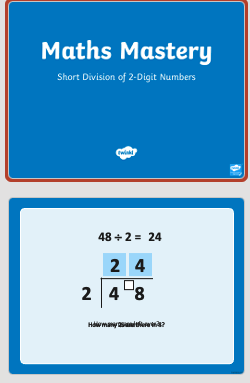 Maths Mastery
Short Division of 2-Digit Numbers
twinkl
48 ÷ 2 = 24
2 4
2 4 8